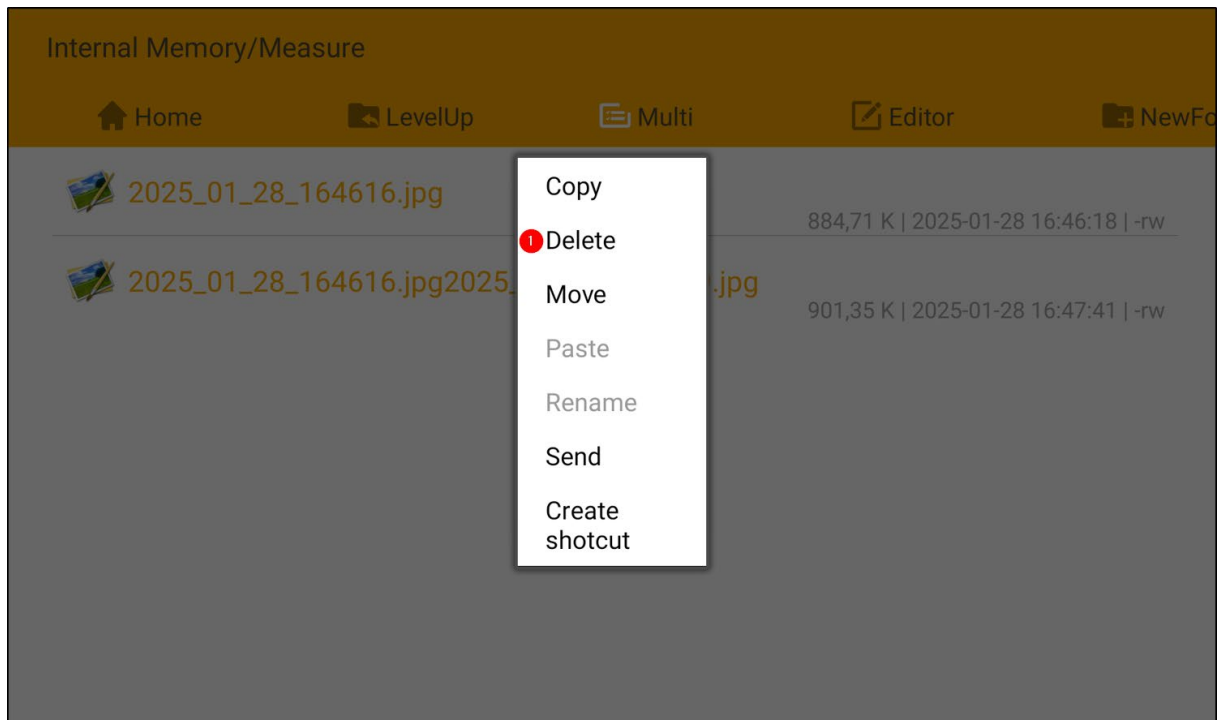 Internal Memory/Measure
Home LevelUp Multi Editor NewFo
2025_01_28_164616.jpg
884,71 K | 2025-01-28 16:46:18 | -rw
2025_01_28_164616.jpg2025_ .jpg
901,35 K | 2025-01-28 16:47:41 | -rw
Copy
1 Delete
Move
Paste
Rename
Send
Create
shotcut